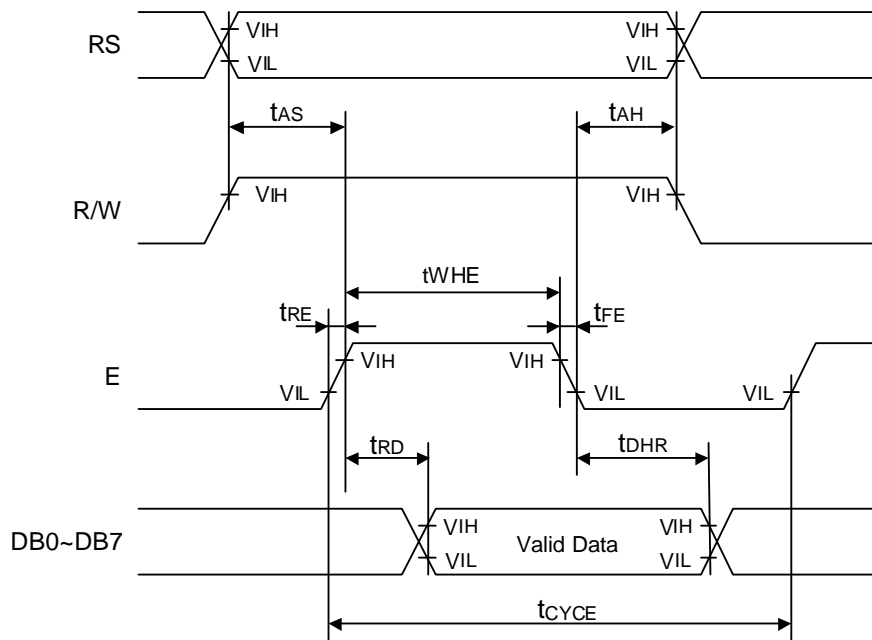 RS
VIH
VIL
VIH
VIL
tAS
tAH
R/W
VIH
VIH
tWHE
tRE
tFE
E
VIH
VIH
VIL
VIL
VIL
tRD
tDHR
DB0~DB7
VIH
VIL
Valid Data
VIH
VIL
tCYCE